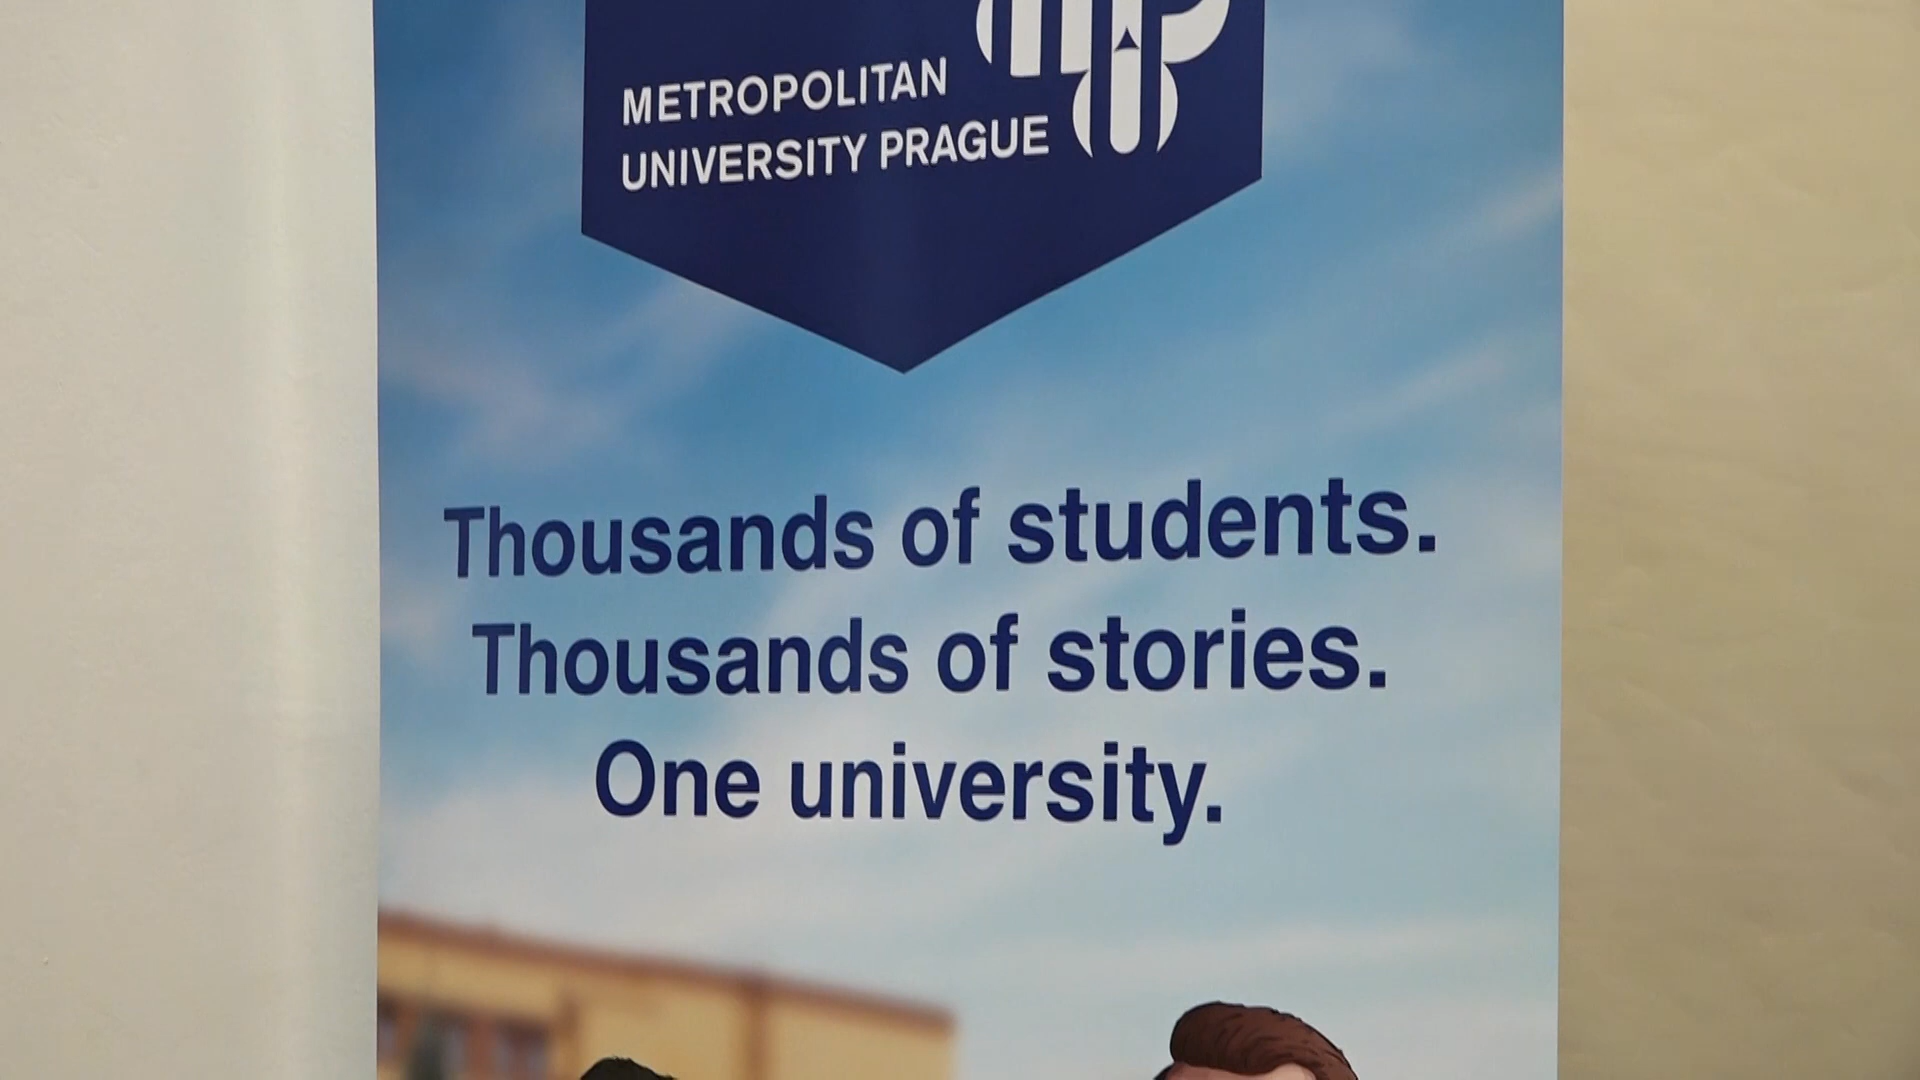 METROPOLITAN
UNIVERSITY PRAGUE
Thousands of students.
Thousands of stories.
One university.